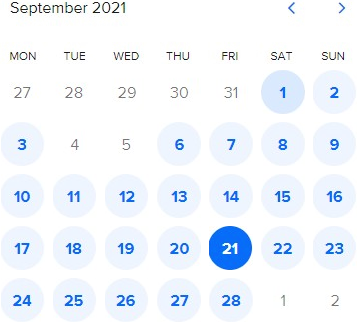 September 2021
MON TUE WED THU FRI SAT SUN
27 28 29 30 31 1 2
3 4 5 6 7 8 9
10 11 12 13 14 15 16
17 18 19 20 21 22 23
24 25 26 27 28 1 2